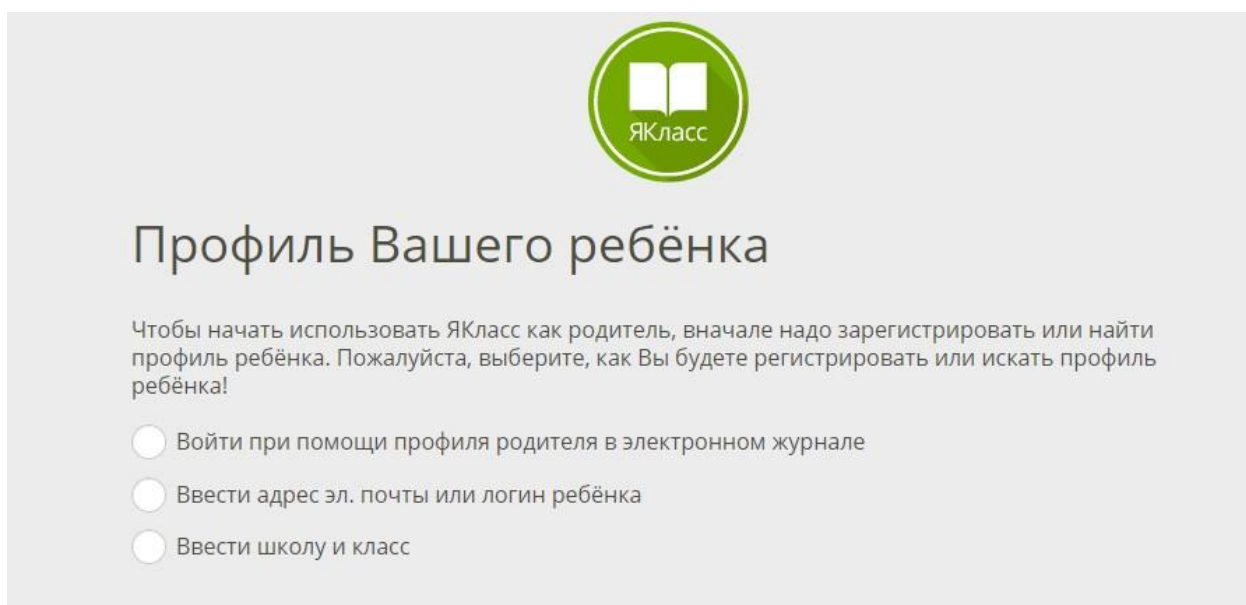 ЯКласс
Профиль Вашего ребёнка
Чтобы начать использовать ЯКласс как родитель, вначале надо зарегистрировать или найти
профиль ребёнка. Пожалуйста, выберите, как Вы будете регистрировать или искать профиль
ребёнка!
Войти при помощи профиля родителя в электронном журнале
Ввести адрес эл. почты или логин ребёнка
Ввести школу и класс